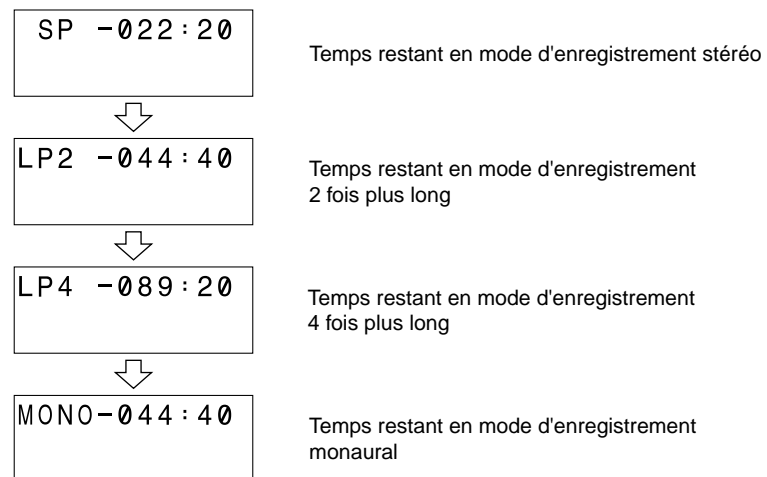 SP -022:20
Temps restant en mode d'enregistrement stéréo
LP2 -044:40
Temps restant en mode d'enregistrement
2 fois plus long
LP4 -089:20
Temps restant en mode d'enregistrement
4 fois plus long
MONO-044:40
Temps restant en mode d'enregistrement
monaural